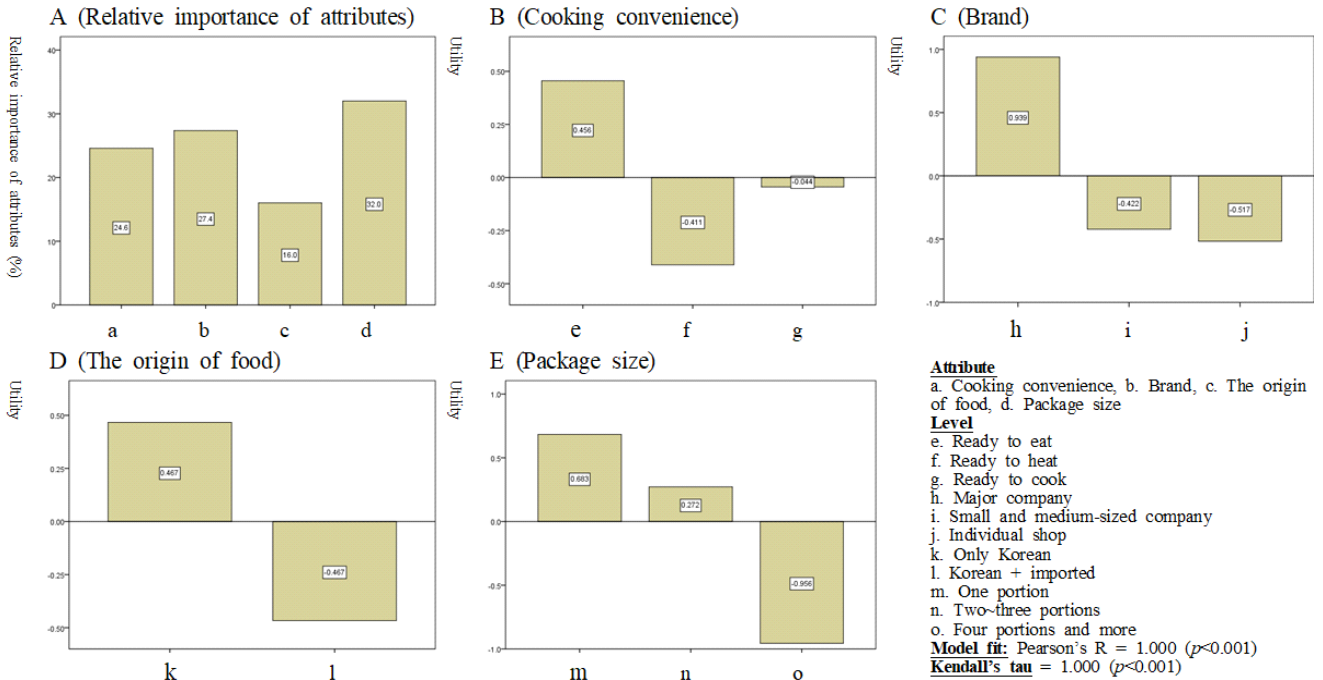 A (Relative importance of attributes)
Relative importance of attributes (%)
40
30
20
10
0
24.6
27.4
16.0
32.0
a b c d
B (Cooking convenience)
Utility
0.50
0.25
0.00
-0.25
-0.50
0.456
-0.411
-0.044
e f g
C (Brand)
Utility
1.0
0.5
0.0
-0.5
-1.0
0.939
-0.422
-0.517
h i j
D (The origin of food)
Utility
0.50
0.25
0.00
-0.25
-0.50
0.467
-0.467
k l
E (Package size)
Utility
1.0
0.5
0.0
-0.5
-1.0
0.683
0.272
-0.956
m n o
Attribute
a. Cooking convenience, b. Brand, c. The origin
of food, d. Package size
Level
e. Ready to eat
f. Ready to heat
g. Ready to cook
h. Major company
i. Small and medium-sized company
j. Individual shop
k. Only Korean
l. Korean + imported
m. One portion
n. Two~three portions
o. Four portions and more
Model fit: Pearson's R = 1.000 (p<0.001)
Kendall's tau = 1.000 (p<0.001)